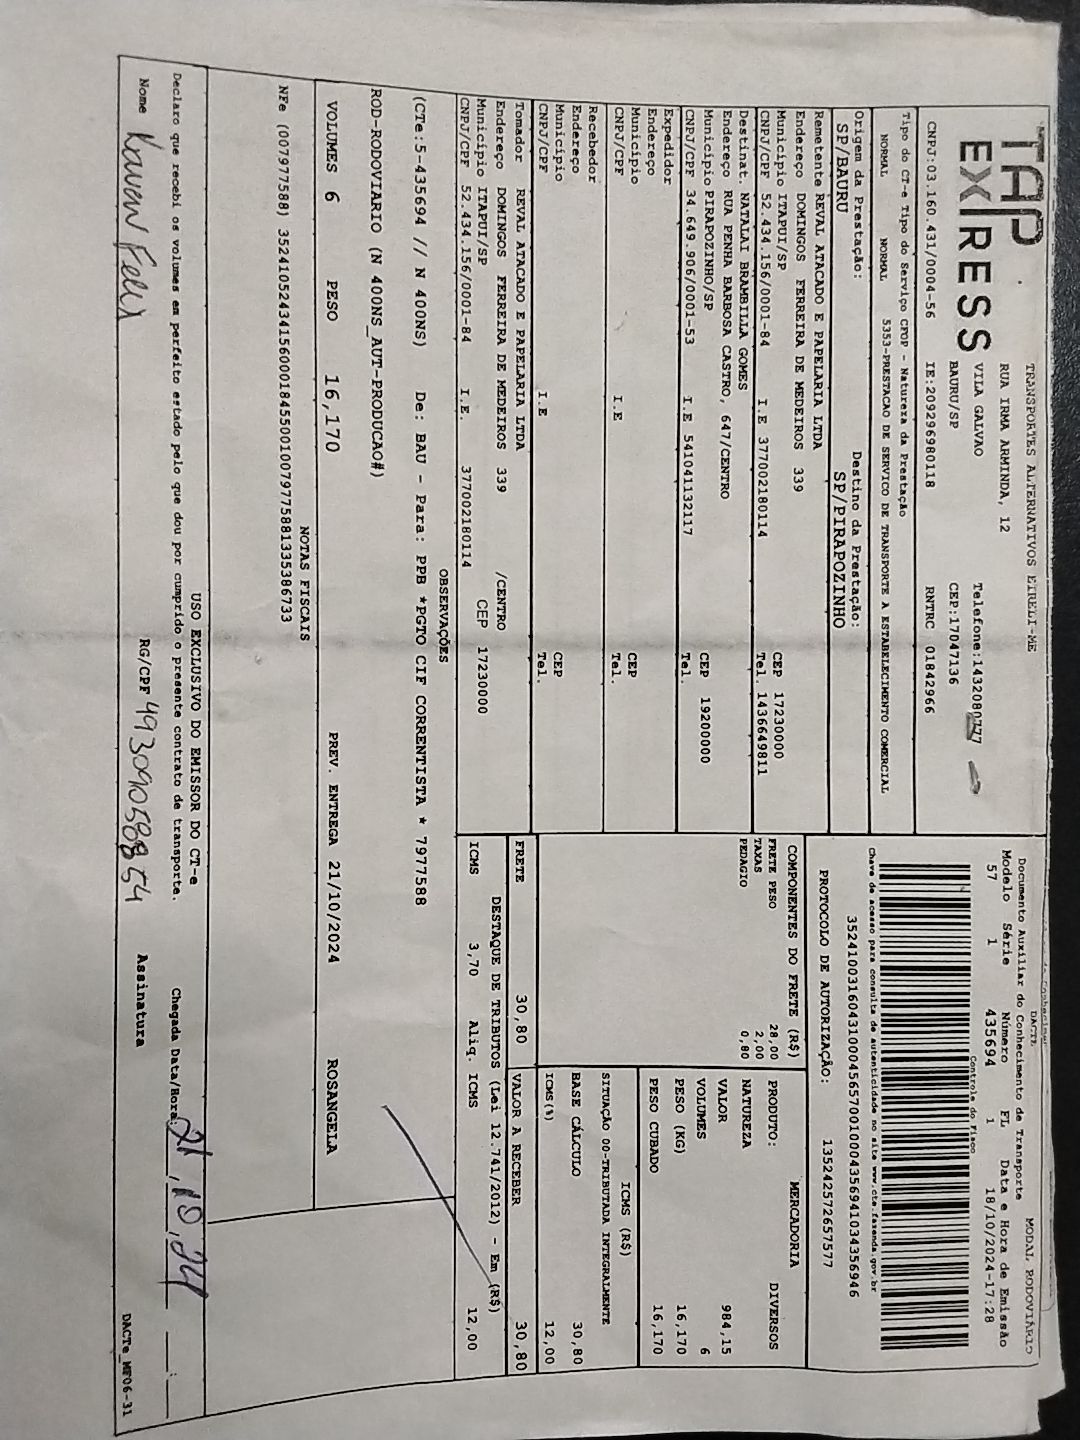 TAP
EXPRESS
TRANSPORTES ALTERNATIVOS EIRELI-ME
RUA IRMA ARMINDA, 12
VILA GALVAO
BAURU/SP
Telefone:1432080777
CEP:17047136
CNPJ:03.160.431/0004-56 IE:209296980118 RNTRC 01842966
Tipo do CT-e Tipo do Serviço CFOP - Natureza da Prestação
NORMAL NORMAL 5353-PRESTACAO DE SERVICO DE TRANSPORTE A ESTABELECIMENTO COMERCIAL
Origem da Prestação: Destino da Prestação:
SP/BAURU SP/PIRAPOZINHO
Remetente REVAL ATACADO E PAPELARIA LTDA
Endereço DOMINGOS FERREIRA DE MEDEIROS 339
Município ITAPUI/SP CEP 17230000
CNPJ/CPF 52.434.156/0001-84 I.E 377002180114 Tel. 1436649811
Destinat. NATALAI BRAMBILLA GOMES
Endereço RUA PENHA BARBOSA CASTRO, 647/CENTRO
Município PIRAPOZINHO/SP CEP 19200000
CNPJ/CPF 34.649.906/0001-53 I.E 541041132117 Tel.
Expedidor
Endereço
Município CEP
CNPJ/CPF I.E Tel.
Recebedor
Endereço
Município CEP
CNPJ/CPF I.E Tel.
Tomador REVAL ATACADO E PAPELARIA LTDA
Endereço DOMINGOS FERREIRA DE MEDEIROS 339 /CENTRO
Município ITAPUI/SP CEP 17230000
CNPJ/CPF 52.434.156/0001-84 I.E. 377002180114
DACTE MODAL RODOVIÁRIO
Documento Auxiliar do Conhecimento de Transporte
Modelo Série Número FL Data e Hora de Emissão
57 1 435694 1 18/10/2024-17:28
Controle do Fisco
Chave de acesso para consulta de autenticidade no site www.cte.fazenda.gov.br
35241003160431000456570010004356941034356946
PROTOCOLO DE AUTORIZAÇÃO: 135242572657577
COMPONENTES DO FRETE (R$)
FRETE PESO 28,00
TAXAS 2,00
PEDAGIO 0,80
PRODUTO: MERCADORIA
NATUREZA DIVERSOS
VALOR 984,15
VOLUMES 6
PESO (KG) 16,170
PESO CUBADO 16,170
ICMS (R$)
SITUAÇÃO 00-TRIBUTADA INTEGRALMENTE
BASE CÁLCULO 30,80
ICMS(%) 12,00
FRETE 30,80 VALOR A RECEBER 30,80
DESTAQUE DE TRIBUTOS (Lei 12.741/2012) - Em (R$)
ICMS 3,70 Aliq. ICMS 12,00
OBSERVAÇÕES
(CTe:5-435694 // N 400NS) De: BAU - Para: PPB *PGTO CIF CORRENTISTA * 7977588
ROD-RODOVIARIO (N 400NS_AUT-PRODUCAO#)
VOLUMES 6 PESO 16,170 PREV. ENTREGA 21/10/2024 ROSANGELA
NOTAS FISCAIS
NFe (007977588) 35241052434156000184550010079775881335386733
USO EXCLUSIVO DO EMISSOR DO CT-e
Declaro que recebi os volumes em perfeito estado pelo que dou por cumprido o presente contrato de transporte. Chegada Data/Hora: 21/10/24 :
Nome Kauan Felix RG/CPF Assinatura
DACTe_MF06-31